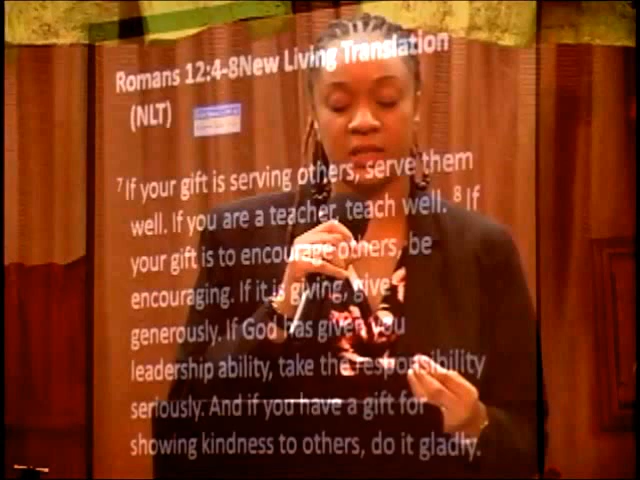 Romans 12:4-8New Living Translation
(NLT)
7 If your gift is serving others, serve them
well. If you are a teacher, teach well. 8 If
your gift is to encourage others, be
encouraging. If it is giving, give
generously. If God has given you
leadership ability, take the responsibility
seriously. And if you have a gift for
showing kindness to others, do it gladly.